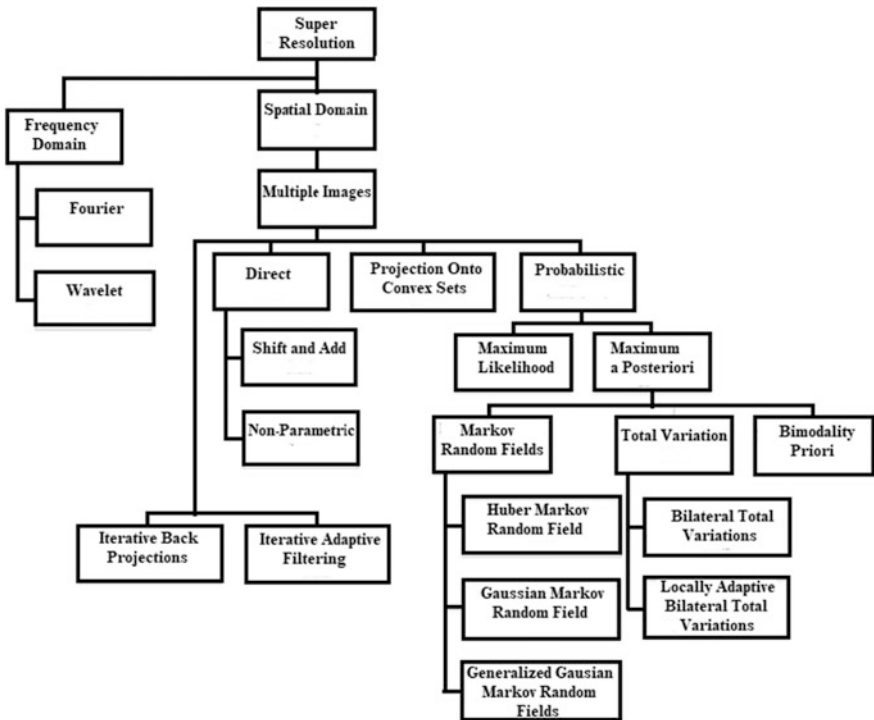 Super
Resolution
Frequency
Domain
Spatial Domain
Multiple Images
Fourier
Wavelet
Direct
Projection Onto
Convex Sets
Probabilistic
Shift and Add
Non-Parametric
Maximum
Likelihood
Maximum
a Posteriori
Markov
Random Fields
Total Variation
Bimodality
Priori
Iterative Back
Projections
Iterative Adaptive
Filtering
Huber Markov
Random Field
Gaussian Markov
Random Field
Generalized Gausian
Markov Random
Fields
Bilateral Total
Variations
Locally Adaptive
Bilateral Total
Variations